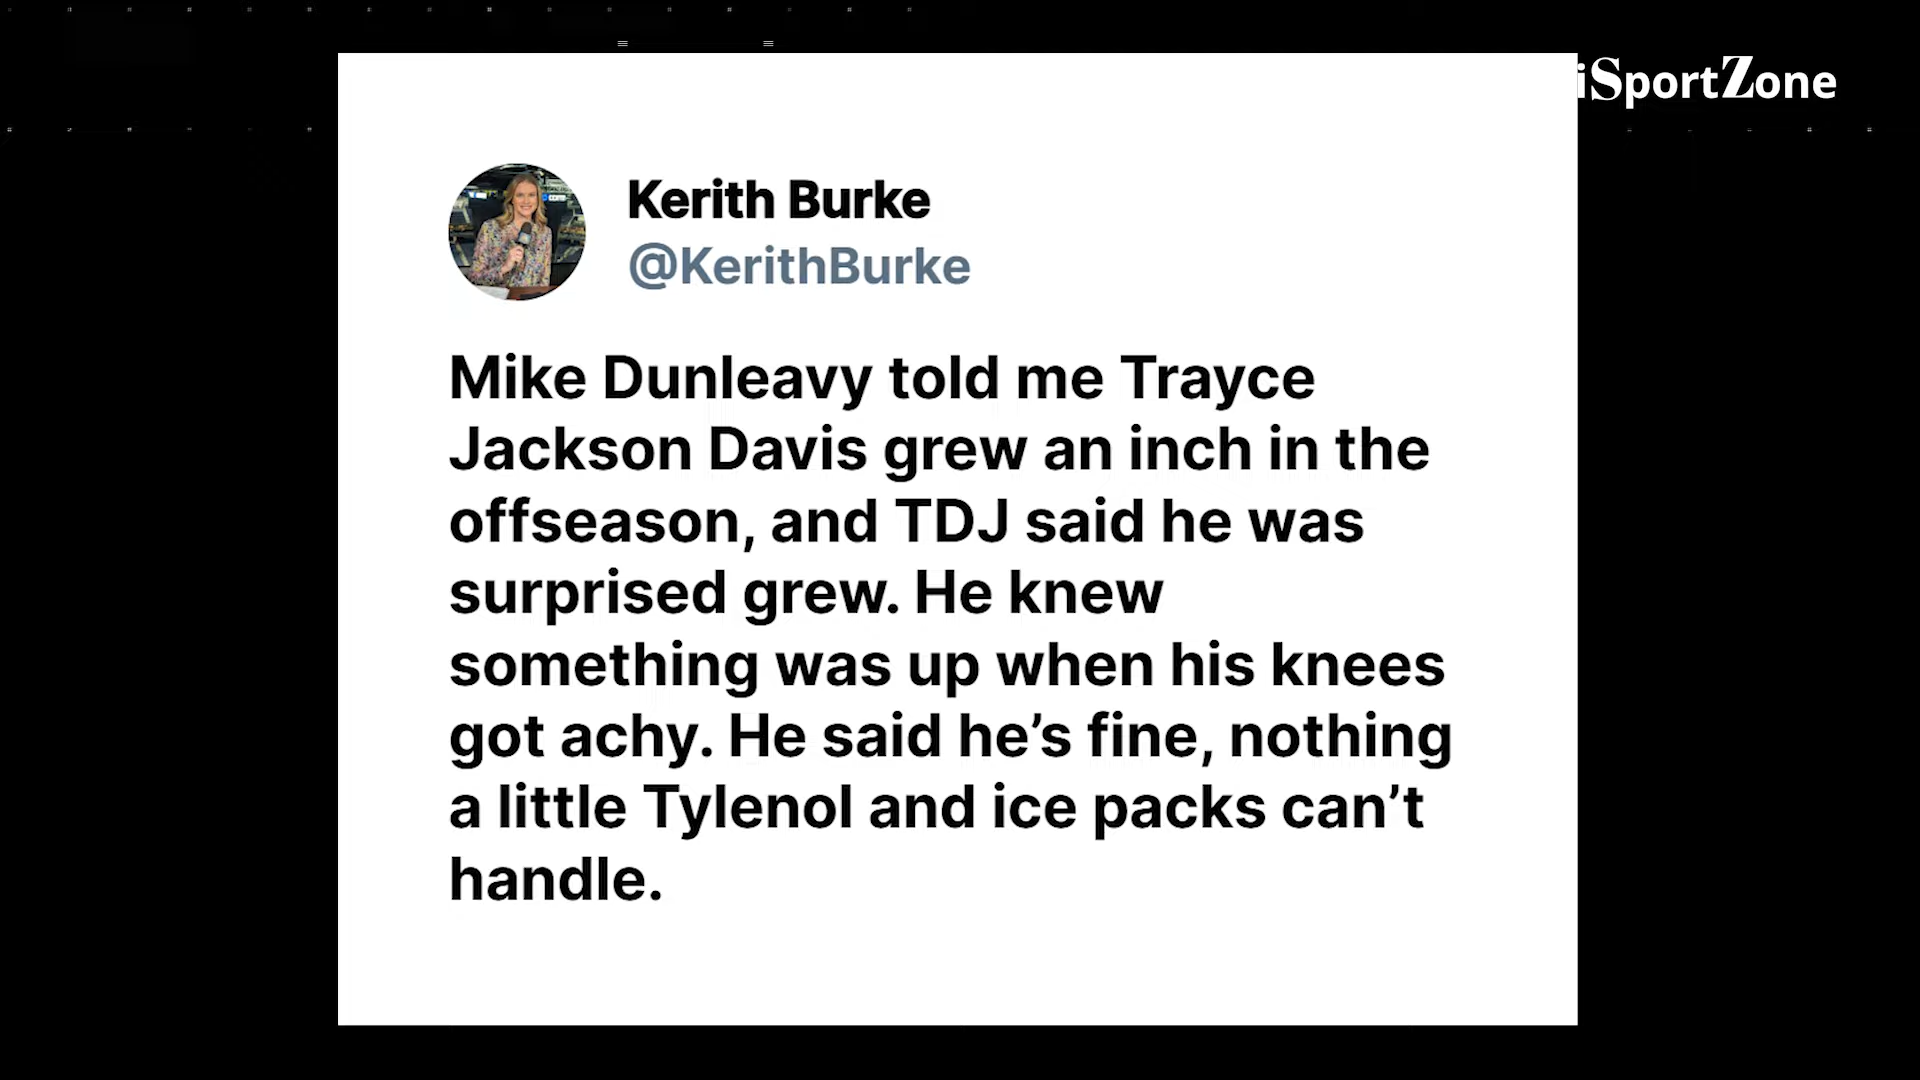 iSportZone
Kerith Burke
@KerithBurke
Mike Dunleavy told me Trayce
Jackson Davis grew an inch in the
offseason, and TDJ said he was
surprised grew. He knew
something was up when his knees
got achy. He said he’s fine, nothing
a little Tylenol and ice packs can’t
handle.